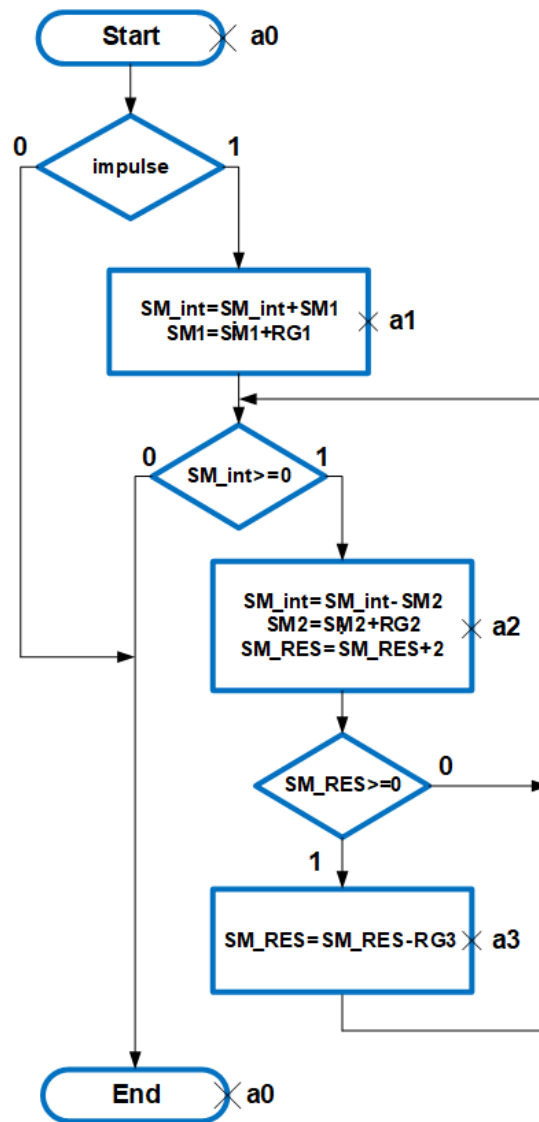 Start
a0
0
1
impulse
SM_int=SM_int+SM1
SM1=SM1+RG1
a1
0
1
SM_int>=0
SM_int=SM_int-SM2
SM2=SM2+RG2
SM_RES=SM_RES+2
a2
SM_RES>=0
0
1
SM_RES=SM_RES-RG3
a3
End
a0